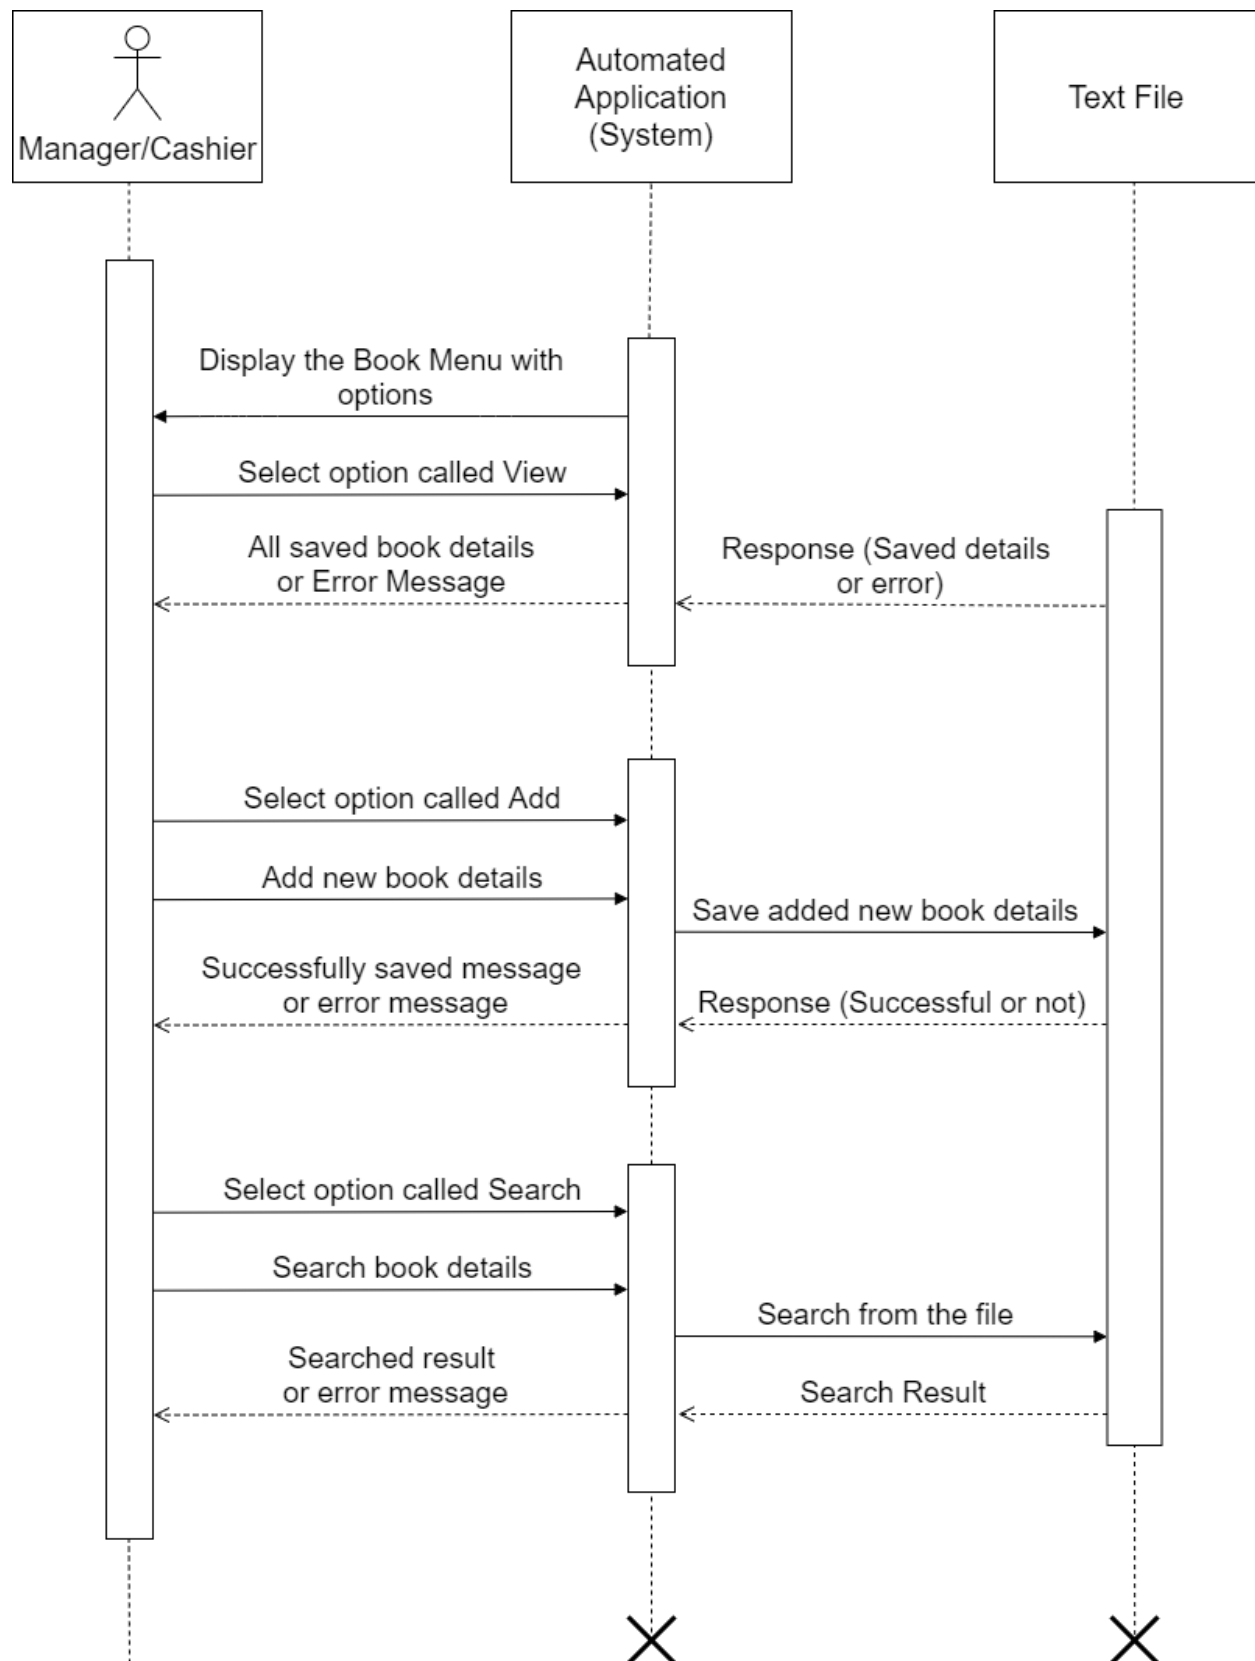 Manager/Cashier
Automated
Application
(System)
Text File
Display the Book Menu with
options
Select option called View
All saved book details
or Error Message
Response (Saved details
or error)
Select option called Add
Add new book details
Save added new book details
Successfully saved message
or error message
Response (Successful or not)
Select option called Search
Search book details
Search from the file
Searched result
or error message
Search Result